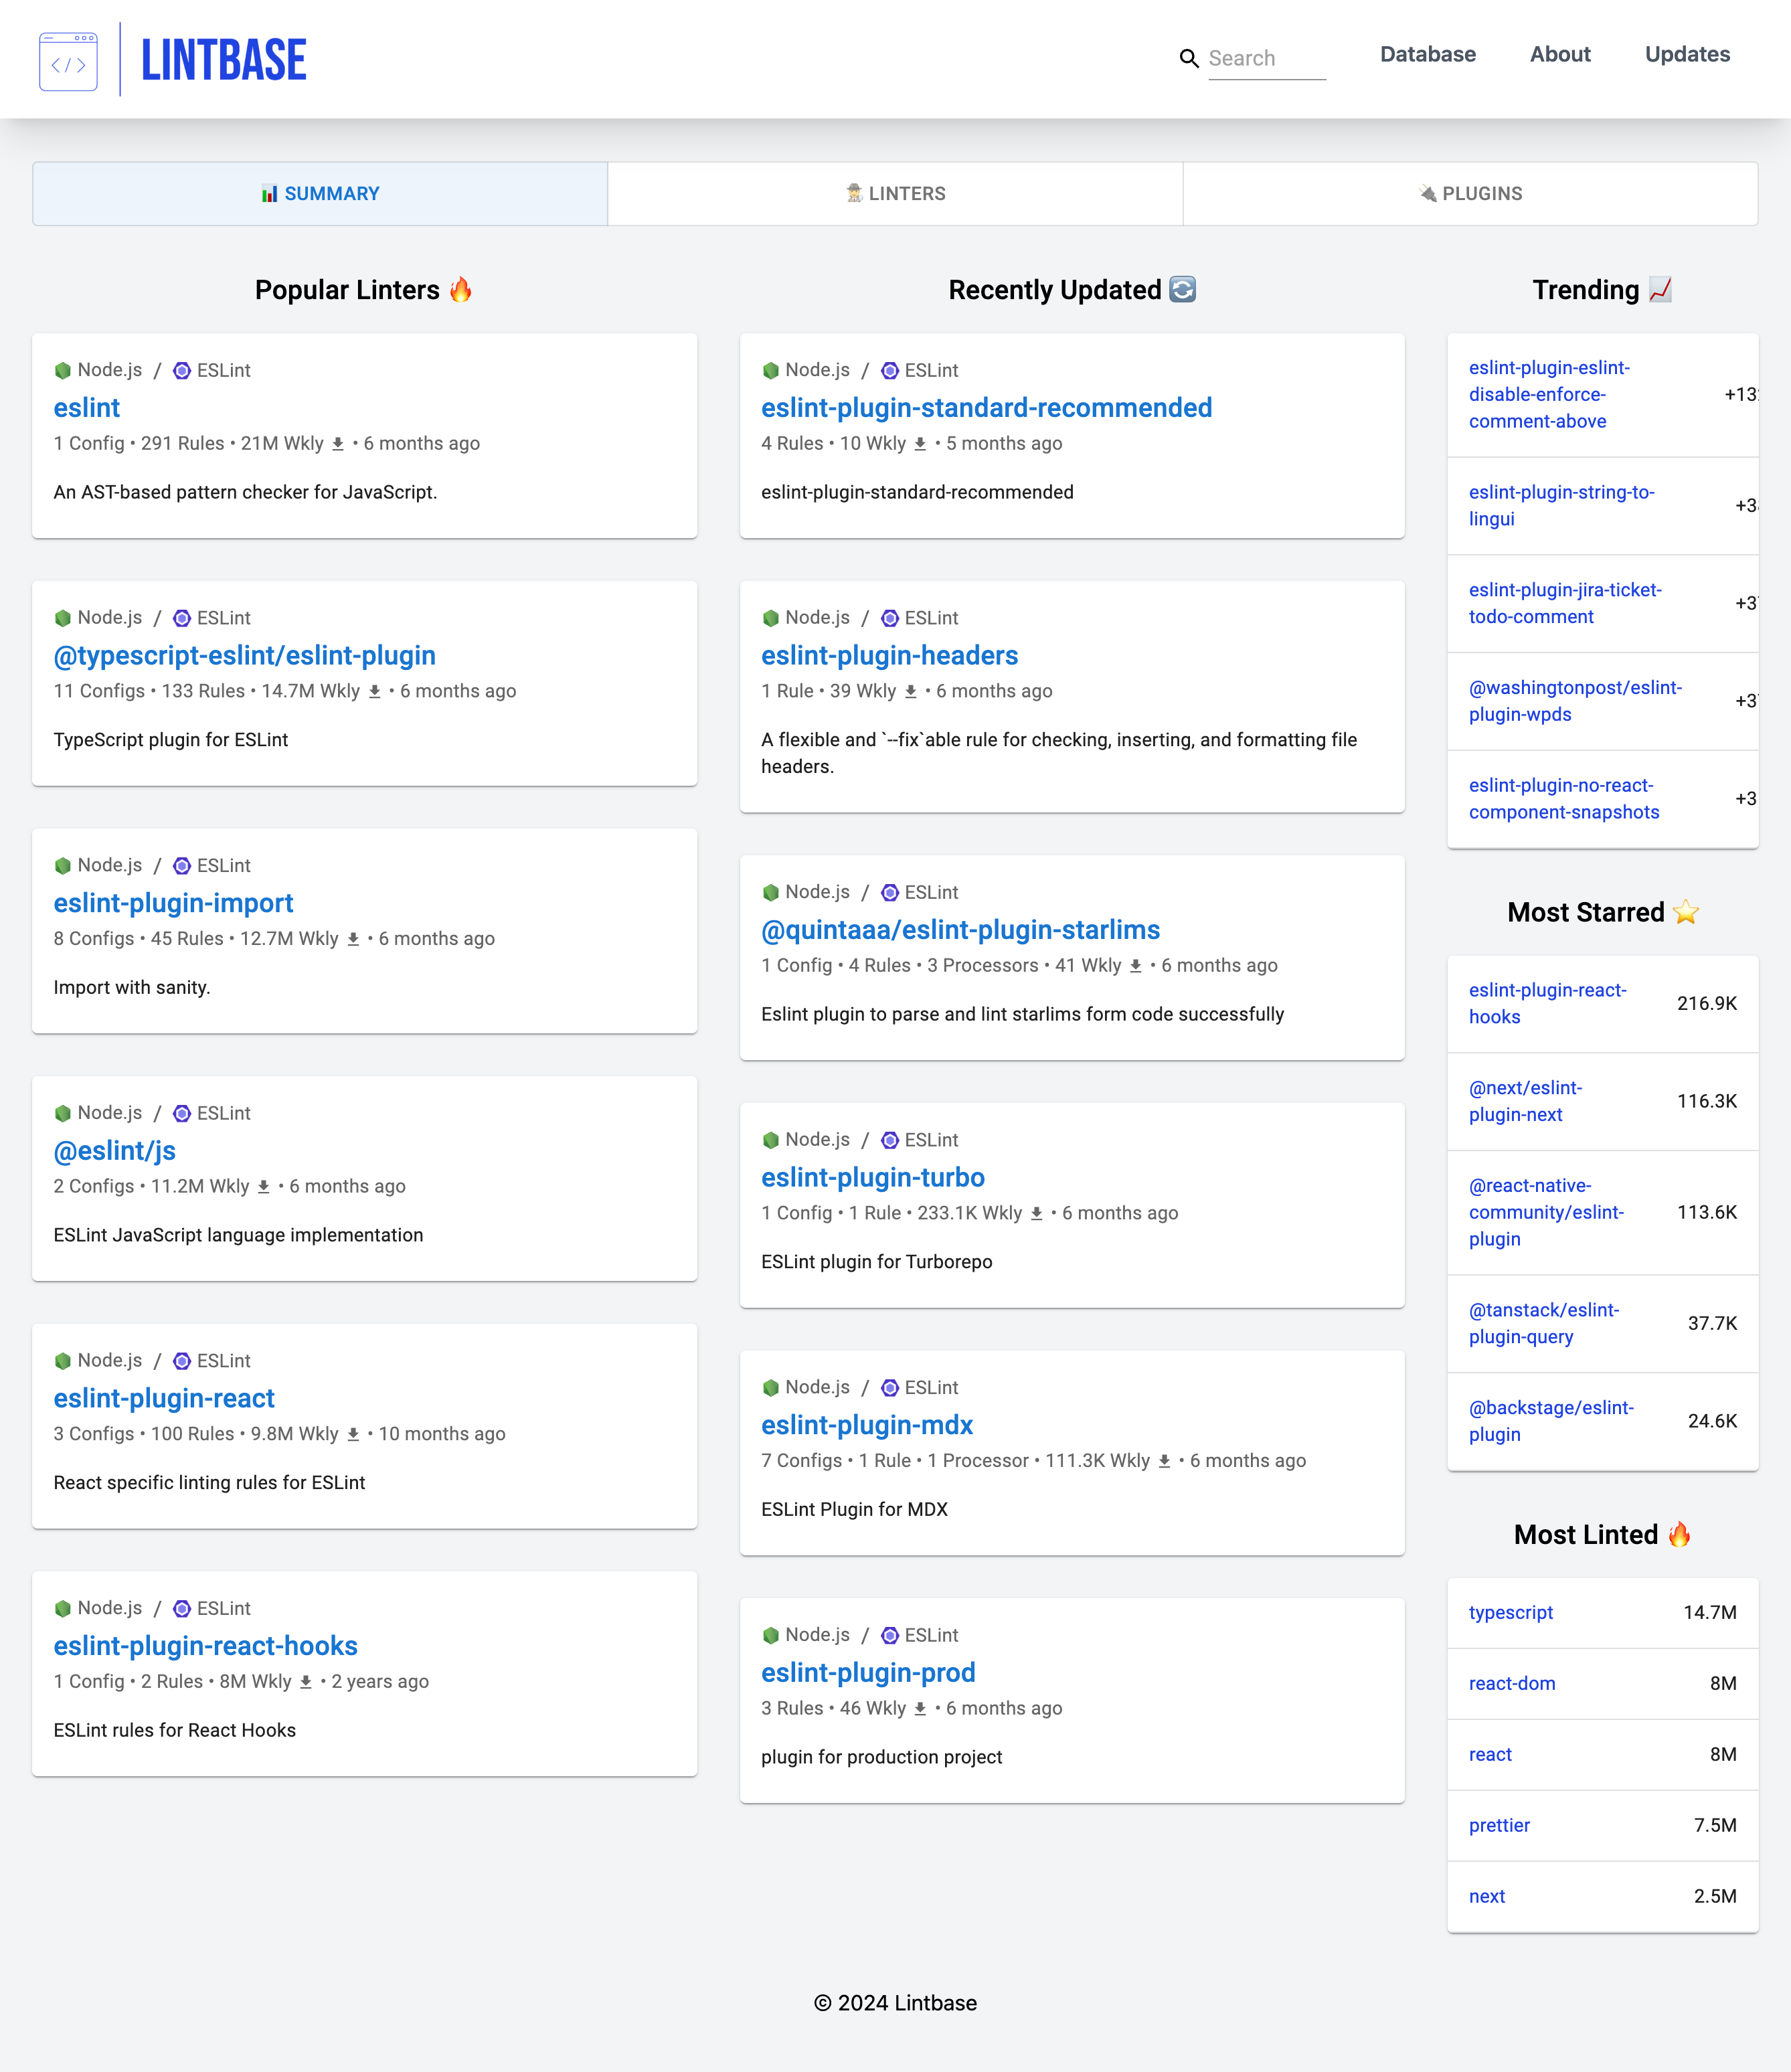 LINTBASE
Search
Database
About
Updates
SUMMARY
LINTERS
PLUGINS
Popular Linters
Node.js / ESLint
eslint
1 Config • 291 Rules • 21M Wkly • 6 months ago
An AST-based pattern checker for JavaScript.
Node.js / ESLint
@typescript-eslint/eslint-plugin
11 Configs • 133 Rules • 14.7M Wkly • 6 months ago
TypeScript plugin for ESLint
Node.js / ESLint
eslint-plugin-import
8 Configs • 45 Rules • 12.7M Wkly • 6 months ago
Import with sanity.
Node.js / ESLint
@eslint/js
2 Configs • 11.2M Wkly • 6 months ago
ESLint JavaScript language implementation
Node.js / ESLint
eslint-plugin-react
3 Configs • 100 Rules • 9.8M Wkly • 10 months ago
React specific linting rules for ESLint
Node.js / ESLint
eslint-plugin-react-hooks
1 Config • 2 Rules • 8M Wkly • 2 years ago
ESLint rules for React Hooks
Recently Updated
Node.js / ESLint
eslint-plugin-standard-recommended
4 Rules • 10 Wkly • 5 months ago
eslint-plugin-standard-recommended
Node.js / ESLint
eslint-plugin-headers
1 Rule • 39 Wkly • 6 months ago
A flexible and `--fix`able rule for checking, inserting, and formatting file
headers.
Node.js / ESLint
@quintaaa/eslint-plugin-starlims
1 Config • 4 Rules • 3 Processors • 41 Wkly • 6 months ago
Eslint plugin to parse and lint starlims form code successfully
Node.js / ESLint
eslint-plugin-turbo
1 Config • 1 Rule • 233.1K Wkly • 6 months ago
ESLint plugin for Turborepo
Node.js / ESLint
eslint-plugin-mdx
7 Configs • 1 Rule • 1 Processor • 111.3K Wkly • 6 months ago
ESLint Plugin for MDX
Node.js / ESLint
eslint-plugin-prod
3 Rules • 46 Wkly • 6 months ago
plugin for production project
Trending
eslint-plugin-eslint-
disable-enforce-
comment-above
eslint-plugin-string-to-
lingui
eslint-plugin-jira-ticket-
todo-comment
@washingtonpost/eslint-
plugin-wpds
eslint-plugin-no-react-
component-snapshots
Most Starred
eslint-plugin-react-
hooks
216.9K
@next/eslint-
plugin-next
116.3K
@react-native-
community/eslint-
plugin
113.6K
@tanstack/eslint-
plugin-query
37.7K
@backstage/eslint-
plugin
24.6K
Most Linted
typescript 14.7M
react-dom 8M
react 8M
prettier 7.5M
next 2.5M
© 2024 Lintbase